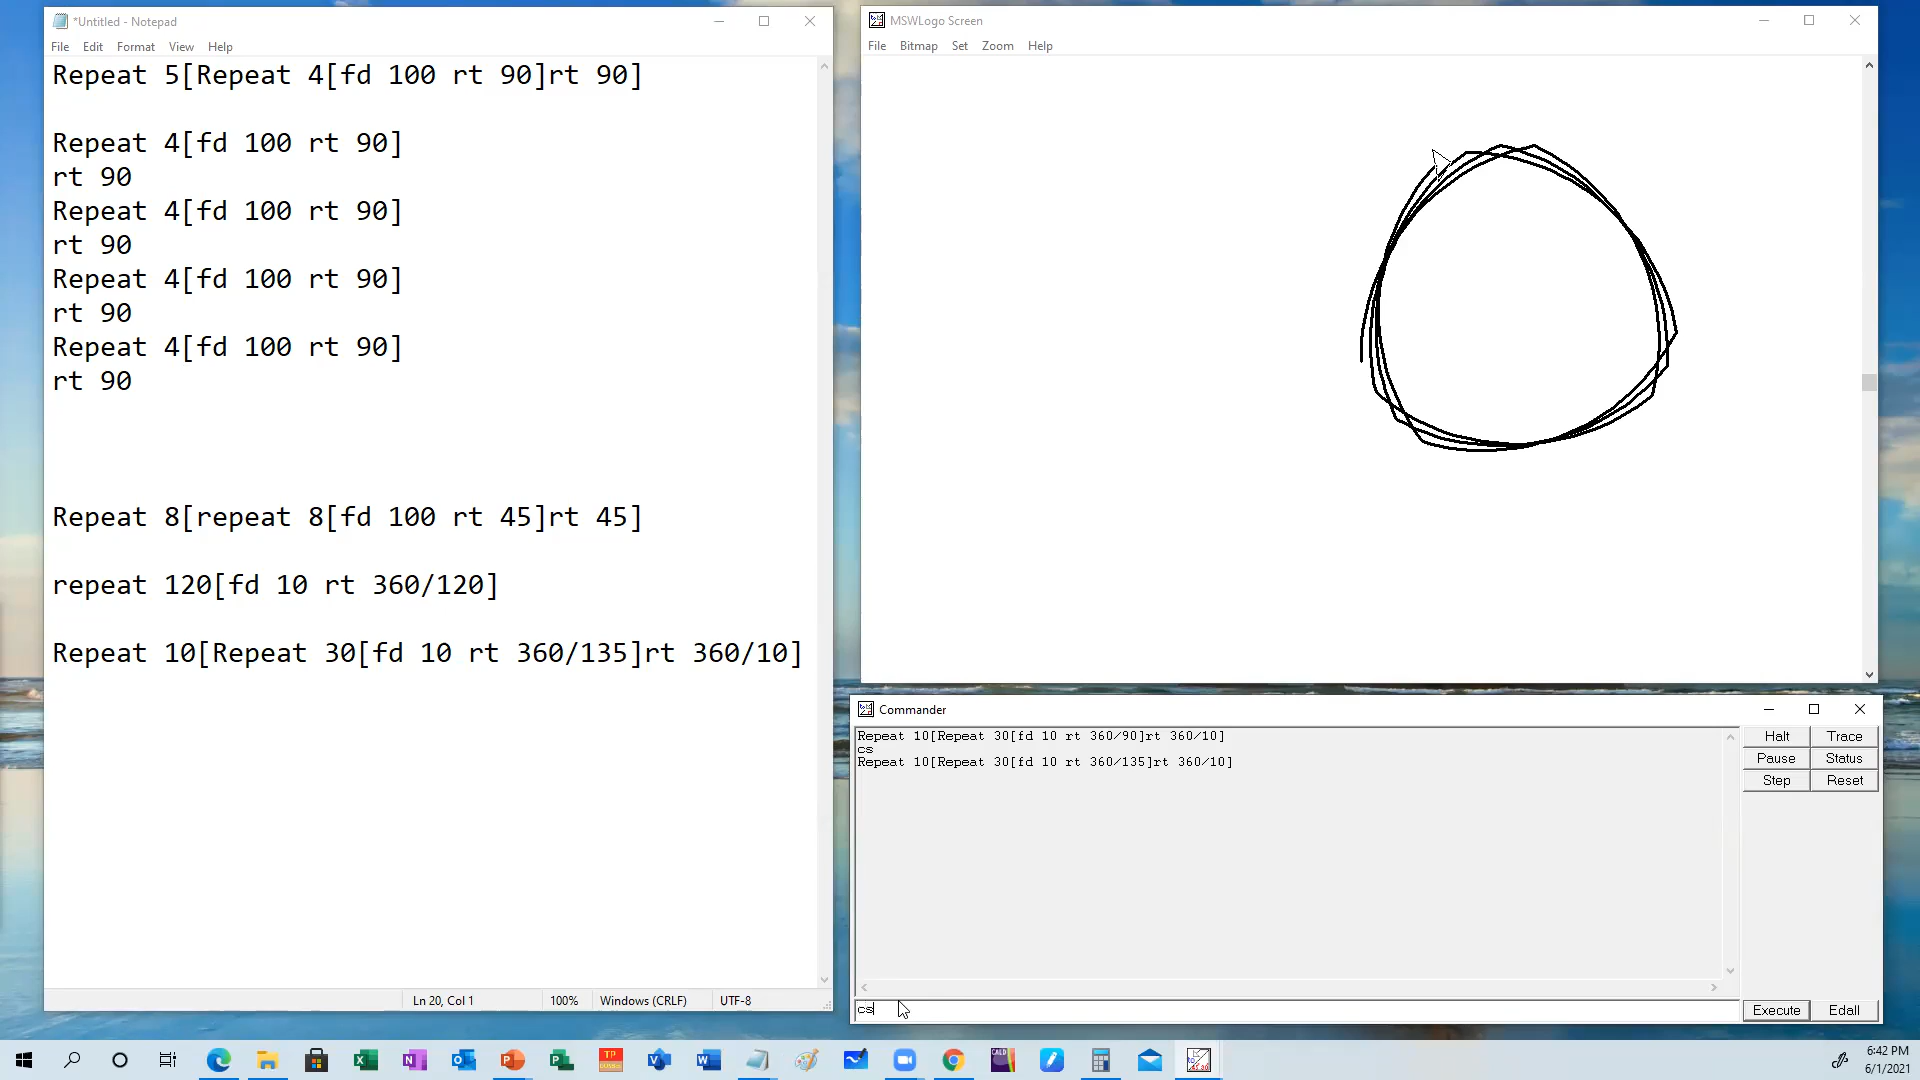 *Untitled - Notepad
File Edit Format View Help
Repeat 5[Repeat 4[fd 100 rt 90]rt 90]
Repeat 4[fd 100 rt 90]
rt 90
Repeat 4[fd 100 rt 90]
rt 90
Repeat 4[fd 100 rt 90]
rt 90
Repeat 4[fd 100 rt 90]
rt 90
Repeat 8[repeat 8[fd 100 rt 45]rt 45]
repeat 120[fd 10 rt 360/120]
Repeat 10[Repeat 30[fd 10 rt 360/135]rt 360/10]
Ln 20, Col 1 100% Windows (CRLF) UTF-8
MSWLogo Screen
File Bitmap Set Zoom Help
Commander
Repeat 10[Repeat 30[fd 10 rt 360/90]rt 360/10]
cs
Repeat 10[Repeat 30[fd 10 rt 360/135]rt 360/10]
Halt Trace
Pause Status
Step Reset
cs
Execute Edall
6:42 PM
6/1/2021